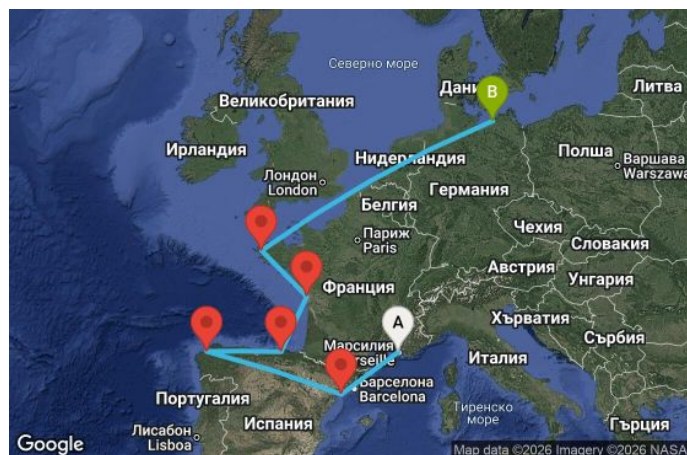 Северно море
Дани
B
Литва
Великобритания
Ирландия
Нидерландия
Полша
Варшава
Warszawa
Лондон
London
Германия
Белгия
Чехия
Париж
Paris
Словакия
Австрия
Унгария
Франция
Хърватия
A
Марсилия
Сърбия
Италия
Португалия
Барселона
Barcelona
Тиренско
море
Гърция
Испания
Лисабон
Lisboa
Google
Map data ©2026 Imagery ©2026 NASA